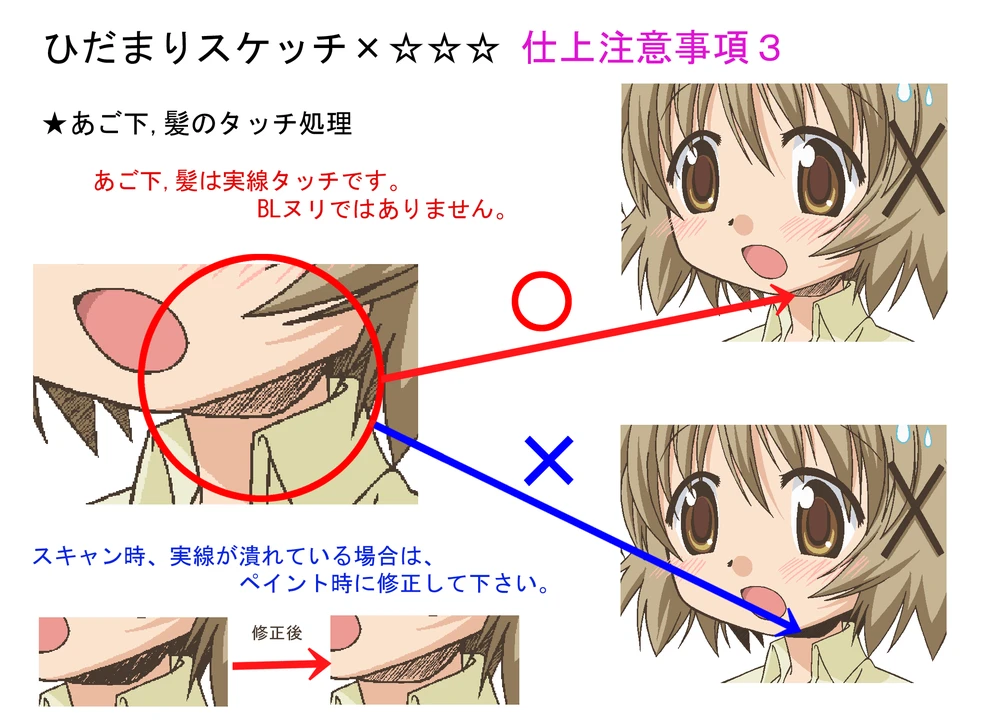 ひだまりスケッチ×☆☆☆ 仕上注意事項３
★あご下,髪のタッチ処理
あご下,髪は実線タッチです。
BLヌリではありません。
スキャン時、実線が潰れている場合は、
ペイント時に修正して下さい。
修正後